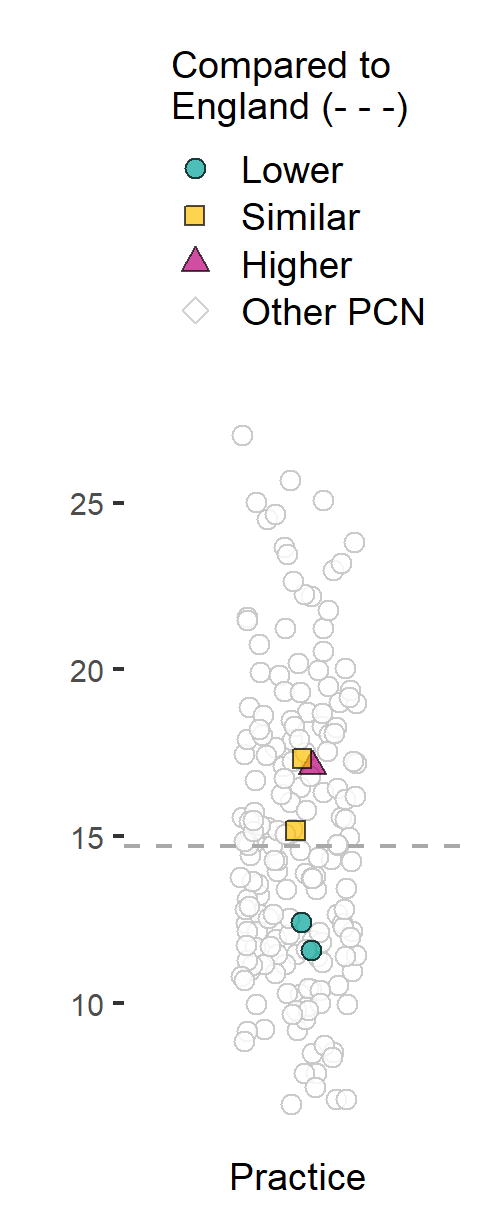 Compared to
England (- - -)
Lower
Similar
Higher
Other PCN
25
20
15
10
Practice